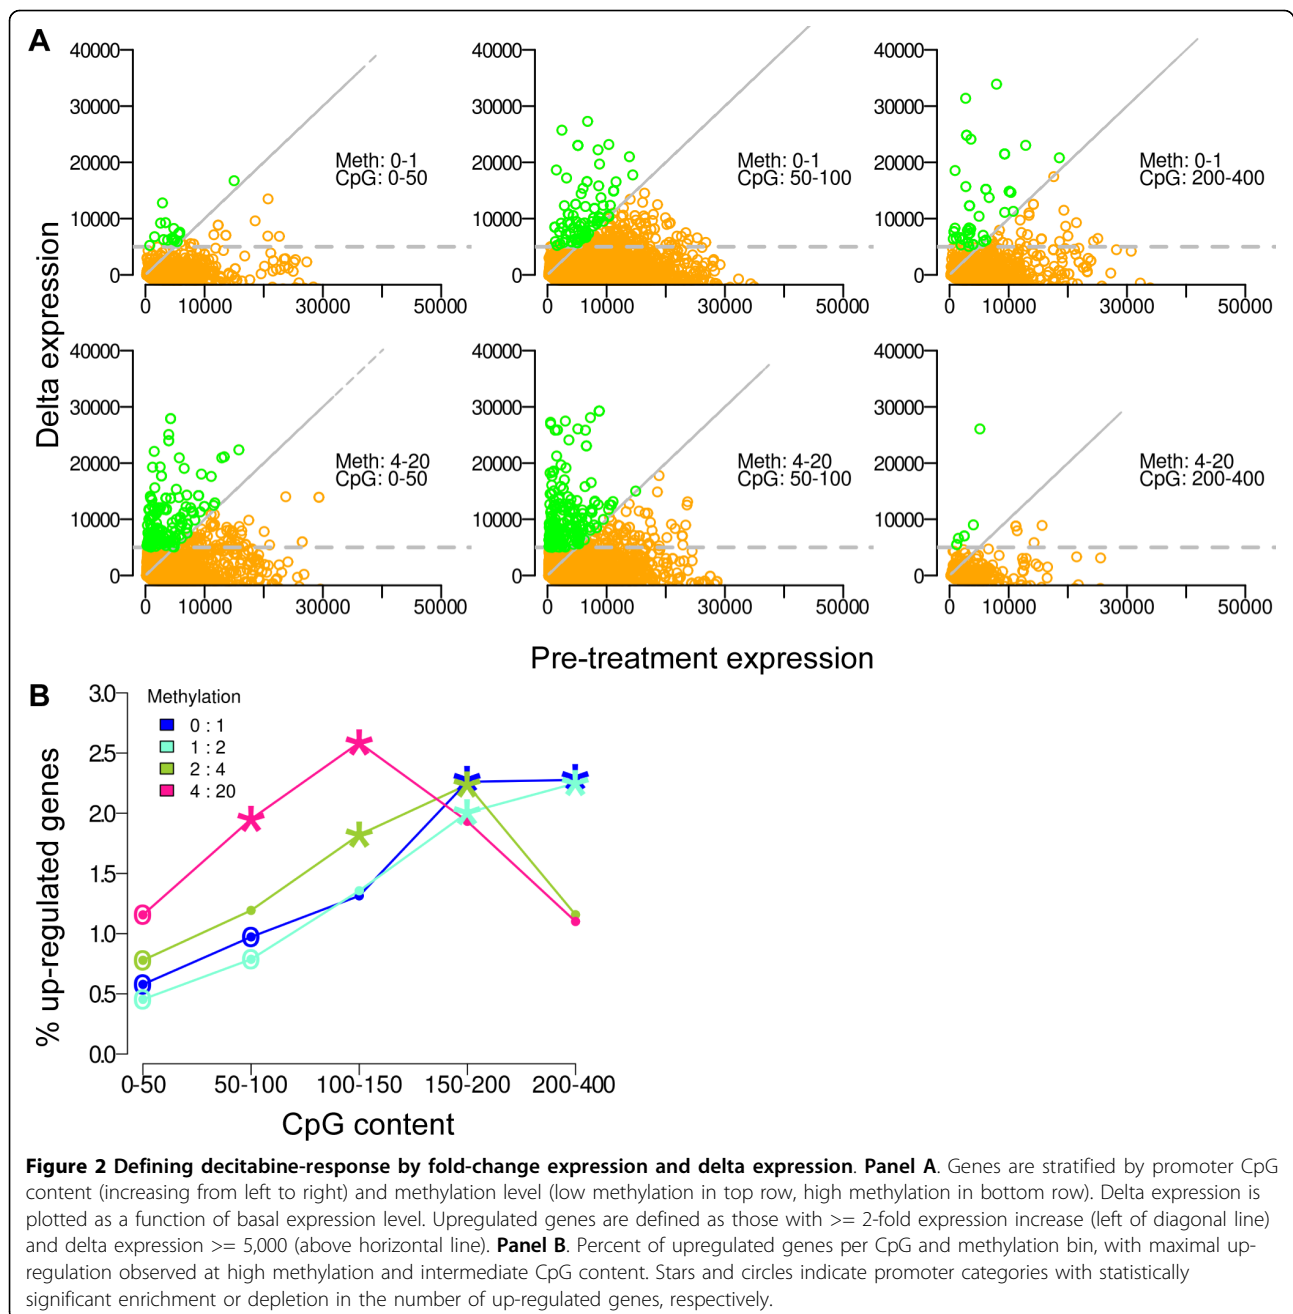 A
40000
30000
20000
10000
0
0
10000
30000
50000
Meth: 0-1
CpG: 0-50
40000
30000
20000
10000
0
0
10000
30000
50000
Meth: 0-1
CpG: 50-100
40000
30000
20000
10000
0
0
10000
30000
50000
Meth: 0-1
CpG: 200-400
Delta expression
40000
30000
20000
10000
0
0
10000
30000
50000
Meth: 4-20
CpG: 0-50
40000
30000
20000
10000
0
0
10000
30000
50000
Meth: 4-20
CpG: 50-100
40000
30000
20000
10000
0
0
10000
30000
50000
Meth: 4-20
CpG: 200-400
Pre-treatment expression
B
% up-regulated genes
3.0
2.5
2.0
1.5
1.0
0.5
0.0
Methylation
0 : 1
1 : 2
2 : 4
4 : 20
0-50
50-100
100-150
150-200
200-400
CpG content
Figure 2 Defining decitabine-response by fold-change expression and delta expression. Panel A. Genes are stratified by promoter CpG
content (increasing from left to right) and methylation level (low methylation in top row, high methylation in bottom row). Delta expression is
plotted as a function of basal expression level. Upregulated genes are defined as those with >= 2-fold expression increase (left of diagonal line)
and delta expression >= 5,000 (above horizontal line). Panel B. Percent of upregulated genes per CpG and methylation bin, with maximal up-
regulation observed at high methylation and intermediate CpG content. Stars and circles indicate promoter categories with statistically
significant enrichment or depletion in the number of up-regulated genes, respectively.